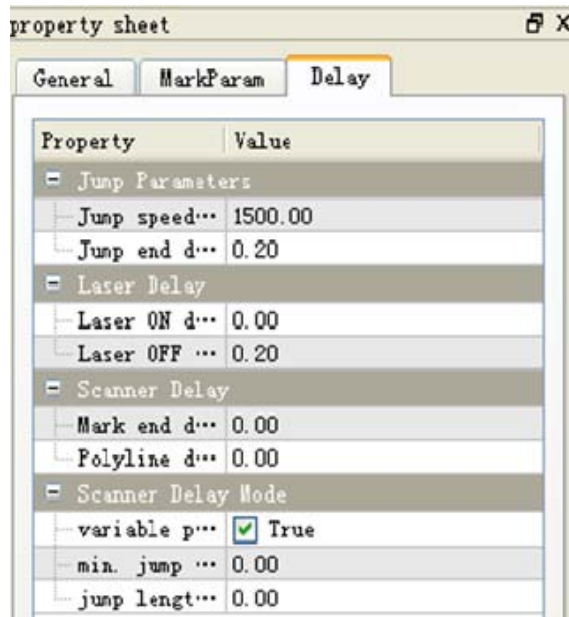 property sheet
General MarkParam Delay
Property Value
Jump Parameters
Jump speed··· 1500.00
Jump end d··· 0.20
Laser Delay
Laser ON d··· 0.00
Laser OFF ··· 0.20
Scanner Delay
Mark end d··· 0.00
Polyline d··· 0.00
Scanner Delay Mode
variable p··· True
min. jump ··· 0.00
jump lengt··· 0.00